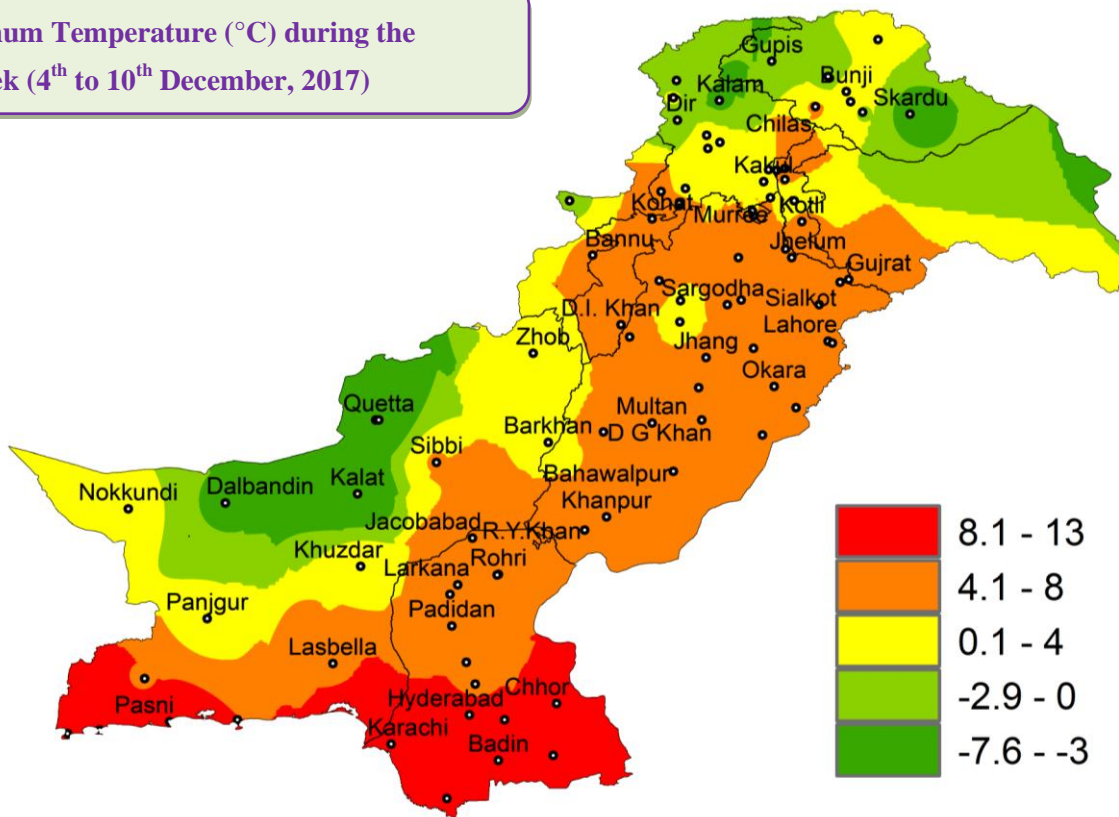 Temperature (°C) during the
(4th to 10th December, 2017)
Gupis
Bunji
Kalam
Skardu
Dir
Chilas
Kakul
Kohat
Kotli
Murree
Bannu
Jhelum
Gujrat
Sargodha
Sialkot
D.I. Khan
Lahore
Zhob
Jhang
Okara
Quetta
Multan
Barkhan
D G Khan
Sibbi
Bahawalpur
Kalat
Dalbandin
Nokkundi
Khanpur
Jacobabad
R.Y.Khan
Khuzdar
Rohri
Larkana
Panjgur
Padidan
Lasbella
Chhor
Hyderabad
Pasni
Karachi
Badin
8.1 - 13
4.1 - 8
0.1 - 4
-2.9 - 0
-7.6 - -3